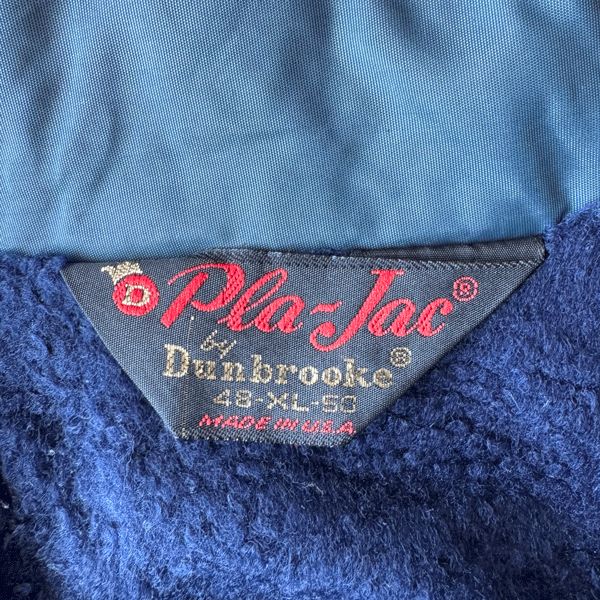 D Pla-Jac®
by
Dunbrooke®
48-XL-50
MADE IN U.S.A.